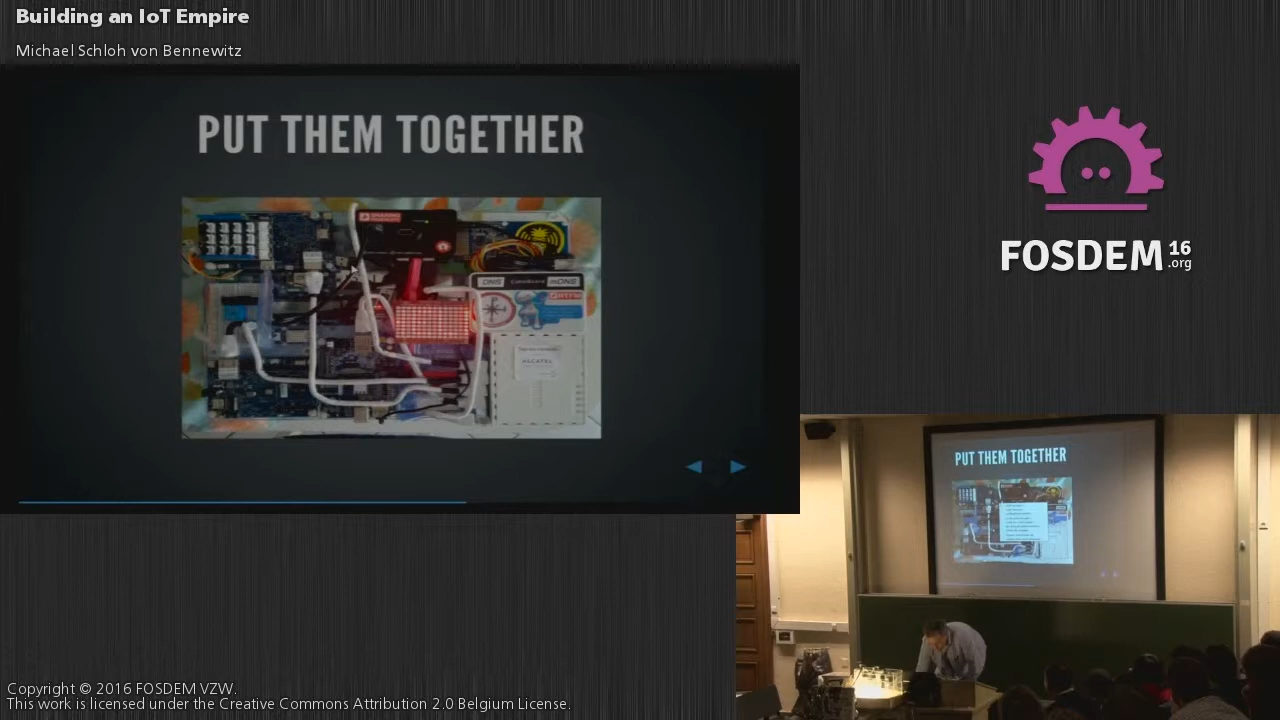 Building an IoT Empire
Michael Schloh von Bennewitz
PUT THEM TOGETHER
ALCATEL
FOSDEM 16
.org
PUT THEM TOGETHER
Copyright © 2016 FOSDEM VZW.
This work is licensed under the Creative Commons Attribution 2.0 Belgium License.